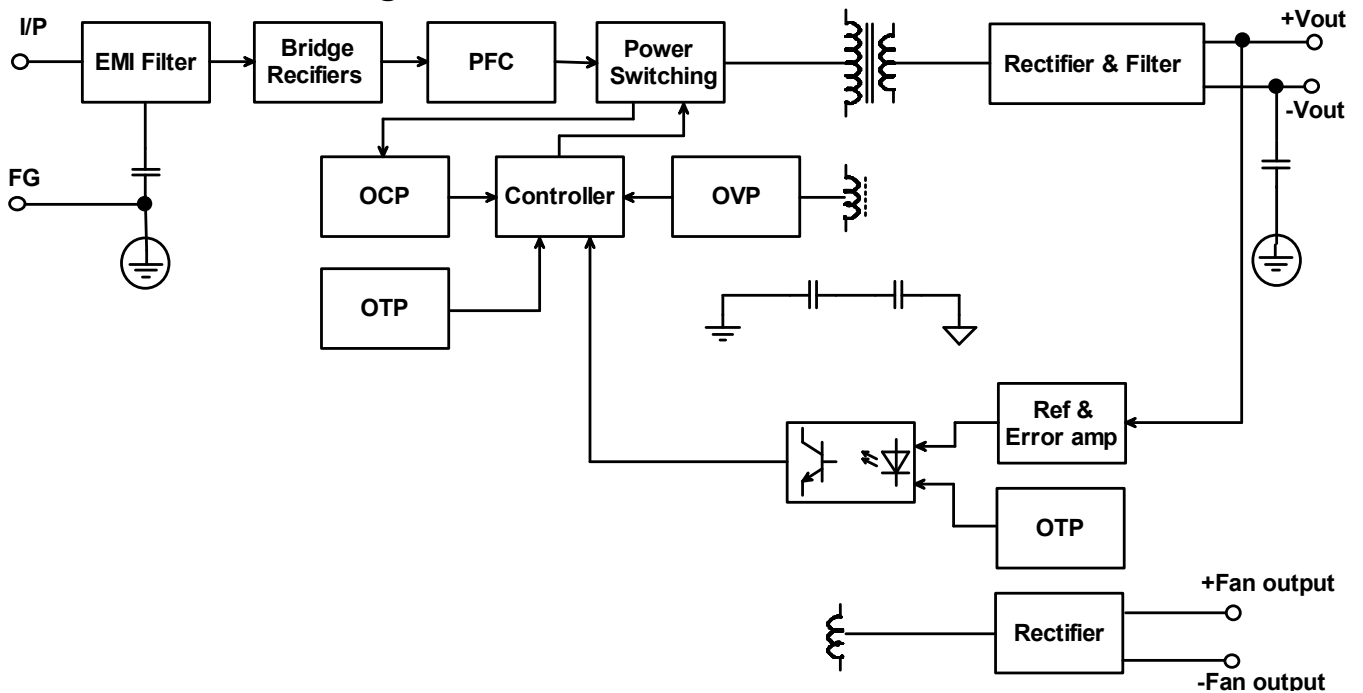 I/P
EMI Filter
Bridge
Recifiers
PFC
Power
Switching
Rectifier & Filter
+Vout
-Vout
FG
OCP
Controller
OVP
OTP
Ref &
Error amp
OTP
+Fan output
Rectifier
-Fan output